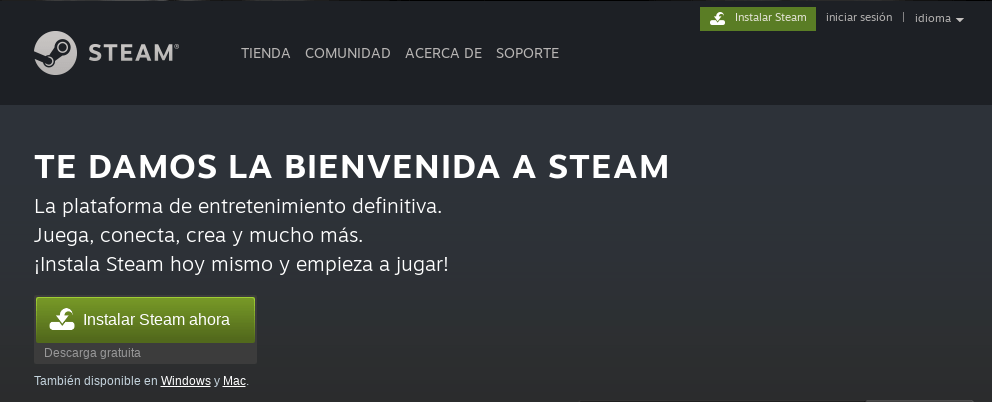 Instalar Steam iniciar sesión | idioma
STEAM®
TIENDA COMUNIDAD ACERCA DE SOPORTE
TE DAMOS LA BIENVENIDA A STEAM
La plataforma de entretenimiento definitiva.
Juega, conecta, crea y mucho más.
¡Instala Steam hoy mismo y empieza a jugar!
Instalar Steam ahora
Descarga gratuita
También disponible en Windows y Mac.